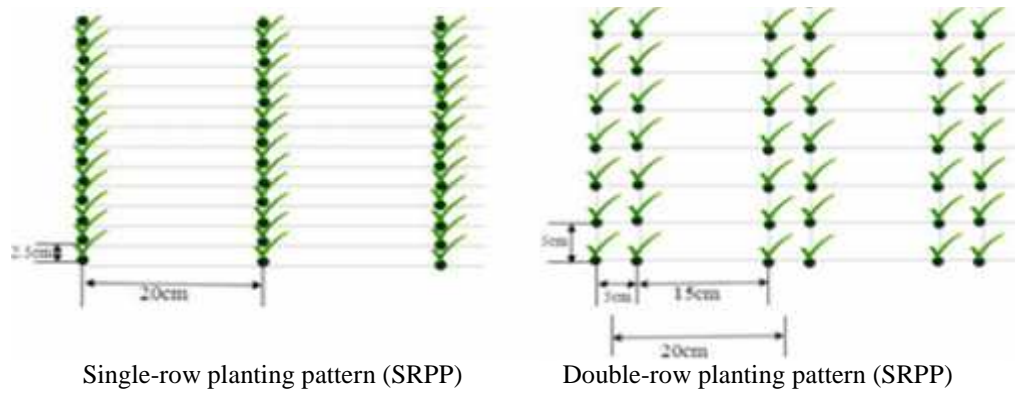 2.5cm
20cm
5cm
5cm
15cm
20cm
Single-row planting pattern (SRPP)
Double-row planting pattern (SRPP)